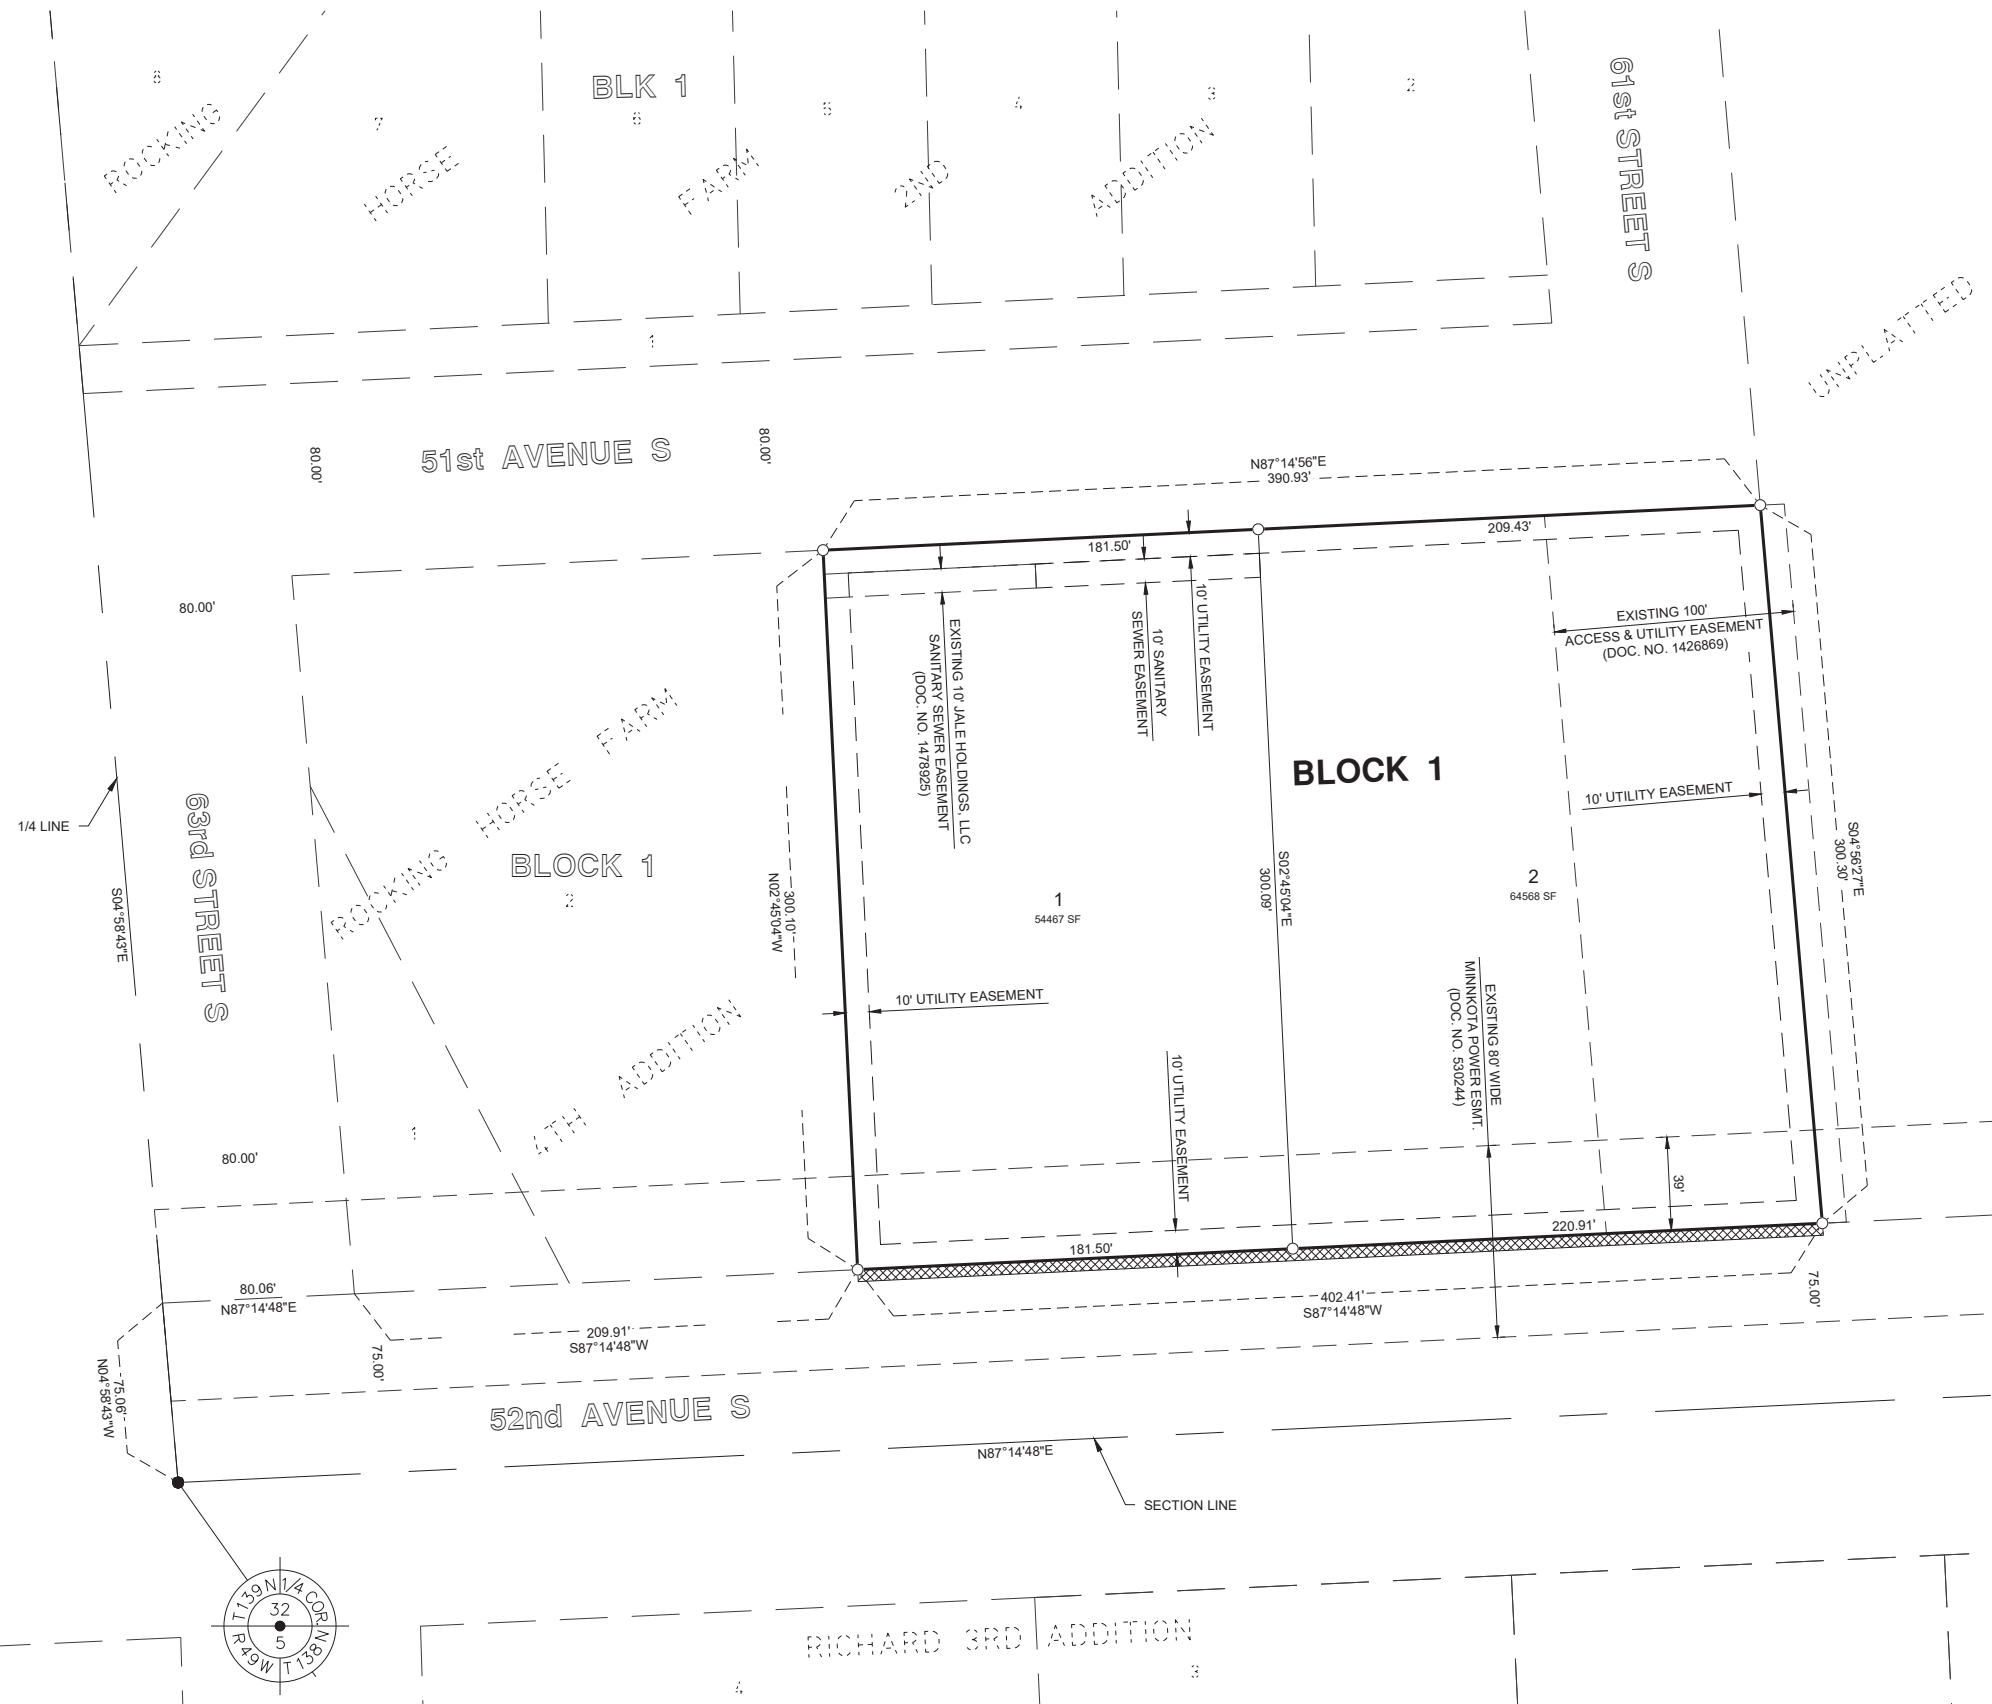 8
ROCKING
7
HORSE
BLK 1
6
FARM
5
2ND
4
3
ADDITION
2
61st STREET S
UNPLATTED
1
51st AVENUE S
80.00'
80.00'
N87°14'56"E
390.93'
181.50'
209.43'
80.00'
EXISTING 10' JALE HOLDINGS, LLC
SANITARY SEWER EASEMENT
(DOC. NO. 1478925)
10' SANITARY
SEWER EASEMENT
10' UTILITY EASEMENT
EXISTING 100'
ACCESS & UTILITY EASEMENT
(DOC. NO. 1426869)
BLOCK 1
10' UTILITY EASEMENT
1/4 LINE
S04°58'43"E
63rd STREET S
ROCKING
HORSE
FARM
BLOCK 1
2
4TH
ADDITION
1
300.10'
N02°45'04"W
1
54467 SF
S02°45'04"E
300.09'
2
64568 SF
S04°56'27"E
300.30'
10' UTILITY EASEMENT
EXISTING 80' WIDE
MINNKOTA POWER ESMT.
(DOC. NO. 530244)
10' UTILITY EASEMENT
39'
80.00'
181.50'
220.91'
80.06'
N87°14'48"E
209.91'
S87°14'48"W
402.41'
S87°14'48"W
75.00'
75.00'
75.06'
N04°58'43"W
52nd AVENUE S
N87°14'48"E
SECTION LINE
T139N 1/4 COR.
32
5
R49W T138N
RICHARD 3RD ADDITION
3
4